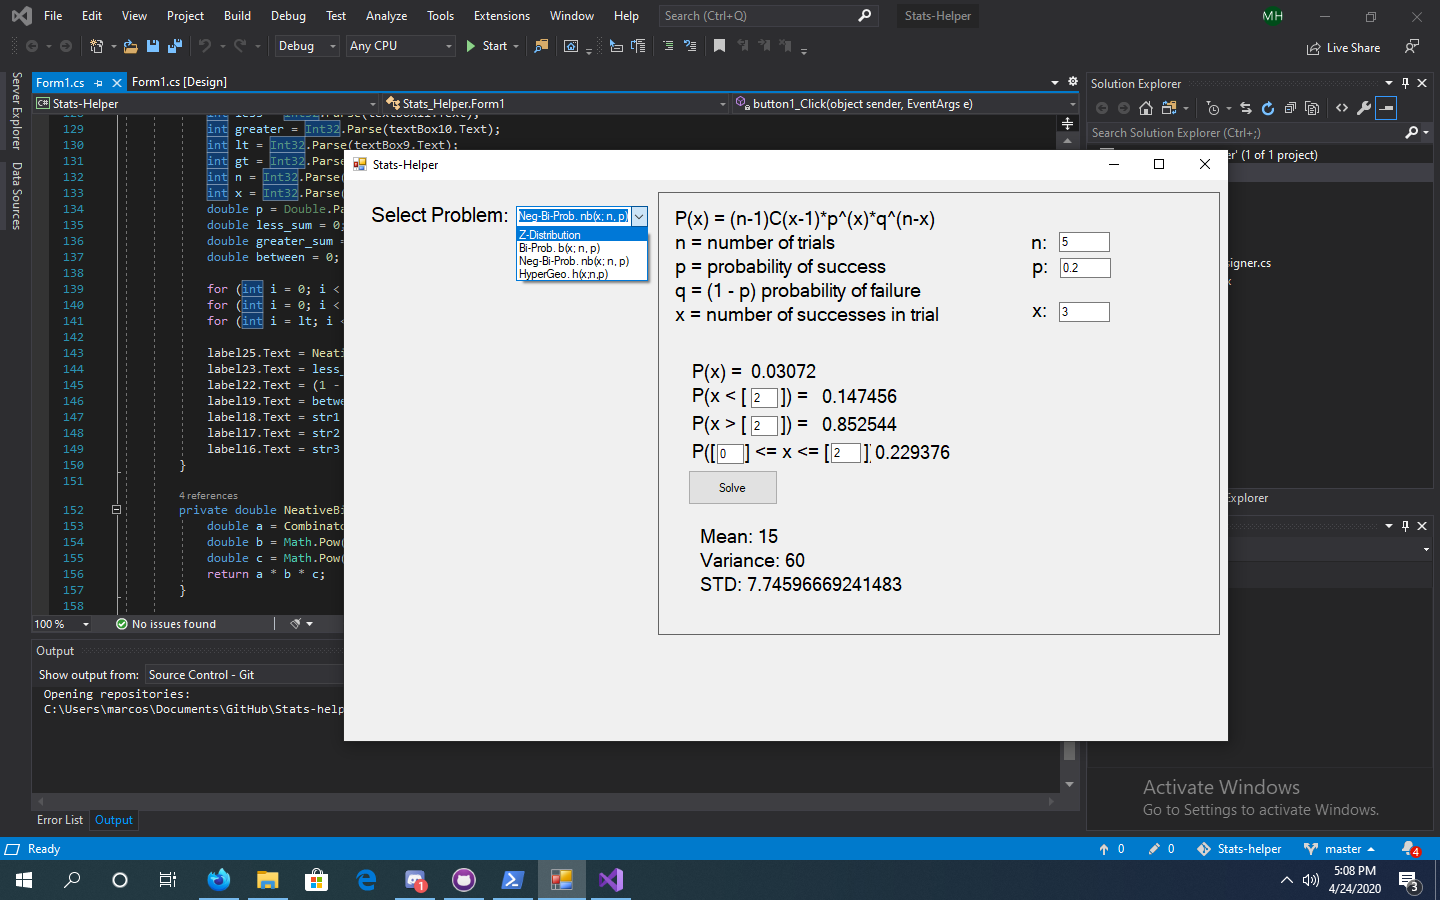 File Edit View Project Build Debug Test Analyze Tools Extensions Window Help Search (Ctrl+Q) Stats-Helper MH
Debug Any CPU Start Live Share
Server Explorer
Data Sources
Form1.cs Form1.cs [Design]
Stats-Helper Stats_Helper.Form1 button1_Click(object sender, EventArgs e)
129 int greater = Int32.Parse(textBox10.Text);
130 int lt = Int32.Parse(textBox9.Text);
131 int gt = Int32.Parse(
132 int n = Int32.Parse(
133 int x = Int32.Parse(
134 double p = Double.Pa
135 double less_sum = 0;
136 double greater_sum =
137 double between = 0;
138
139 for (int i = 0; i <
140 for (int i = 0; i <
141 for (int i = lt; i <
142
143 label25.Text = Neati
144 label23.Text = less_
145 label22.Text = (1 -
146 label19.Text = betwe
147 label18.Text = str1
148 label17.Text = str2
149 label16.Text = str3
150 }
151
4 references
152 private double NeativeBi
153 double a = Combinato
154 double b = Math.Pow(
155 double c = Math.Pow(
156 return a * b * c;
157 }
158
100 % No issues found
Output
Show output from: Source Control - Git
Opening repositories:
C:\Users\marcos\Documents\GitHub\Stats-help
Error List Output
Stats-Helper
Select Problem: Neg-Bi-Prob. nb(x; n, p)
Z-Distribution
Bi-Prob. b(x; n, p)
Neg-Bi-Prob. nb(x; n, p)
HyperGeo. h(x;n,p)
P(x) = (n-1)C(x-1)*p^(x)*q^(n-x)
n = number of trials n: 5
p = probability of success p: 0.2
q = (1 - p) probability of failure
x = number of successes in trial x: 3
P(x) = 0.03072
P(x < [ 2 ]) = 0.147456
P(x > [ 2 ]) = 0.852544
P([ 0 ] <= x <= [ 2 ] 0.229376
Solve
Mean: 15
Variance: 60
STD: 7.74596669241483
Solution Explorer
Search Solution Explorer (Ctrl+;)
er' (1 of 1 project)
signer.cs
x
Explorer
Activate Windows
Go to Settings to activate Windows.
Ready 0 0 Stats-helper master 4
1
5:08 PM
4/24/2020
3